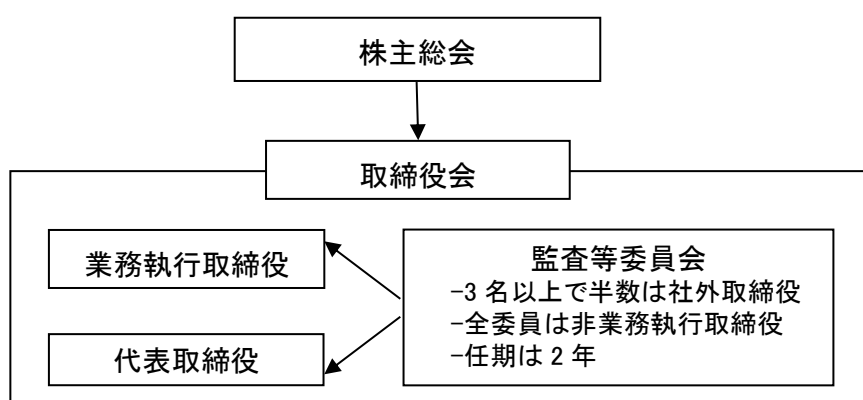 株主総会
取締役会
業務執行取締役
代表取締役
監査等委員会
-3 名以上で半数は社外取締役
-全委員は非業務執行取締役
-任期は 2 年